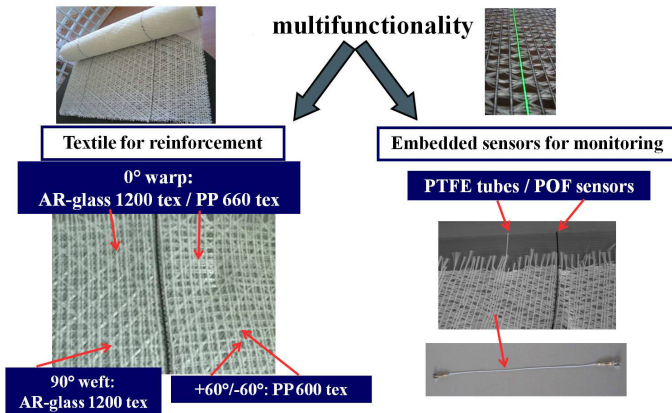 multifunctionality
Textile for reinforcement
Embedded sensors for monitoring
0° warp:
AR-glass 1200 tex / PP 660 tex
PTFE tubes / POF sensors
90° weft:
AR-glass 1200 tex
+60°/-60°: PP 600 tex